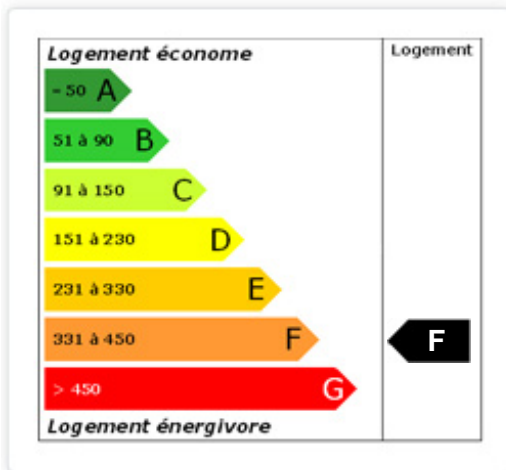 Logement économe
Logement
- 50 A
51 à 90 B
91 à 150 C
151 à 230 D
231 à 330 E
331 à 450 F
F
> 450 G
Logement énergivore